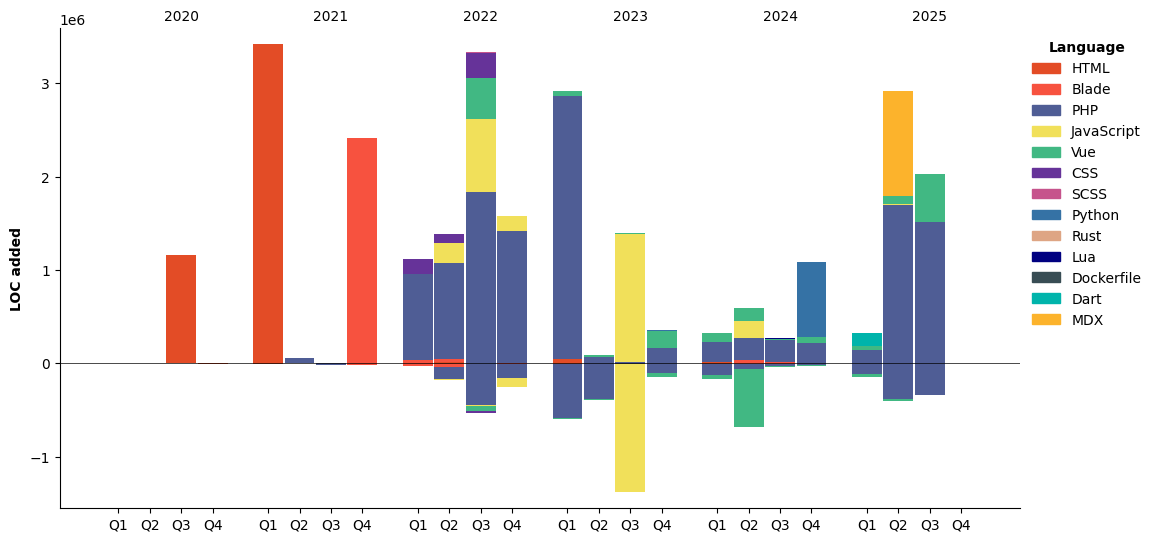 1e6
2020 2021 2022 2023 2024 2025
LOC added
3
2
1
0
−1
Q1 Q2 Q3 Q4 Q1 Q2 Q3 Q4 Q1 Q2 Q3 Q4 Q1 Q2 Q3 Q4 Q1 Q2 Q3 Q4 Q1 Q2 Q3 Q4
Language
HTML
Blade
PHP
JavaScript
Vue
CSS
SCSS
Python
Rust
Lua
Dockerfile
Dart
MDX